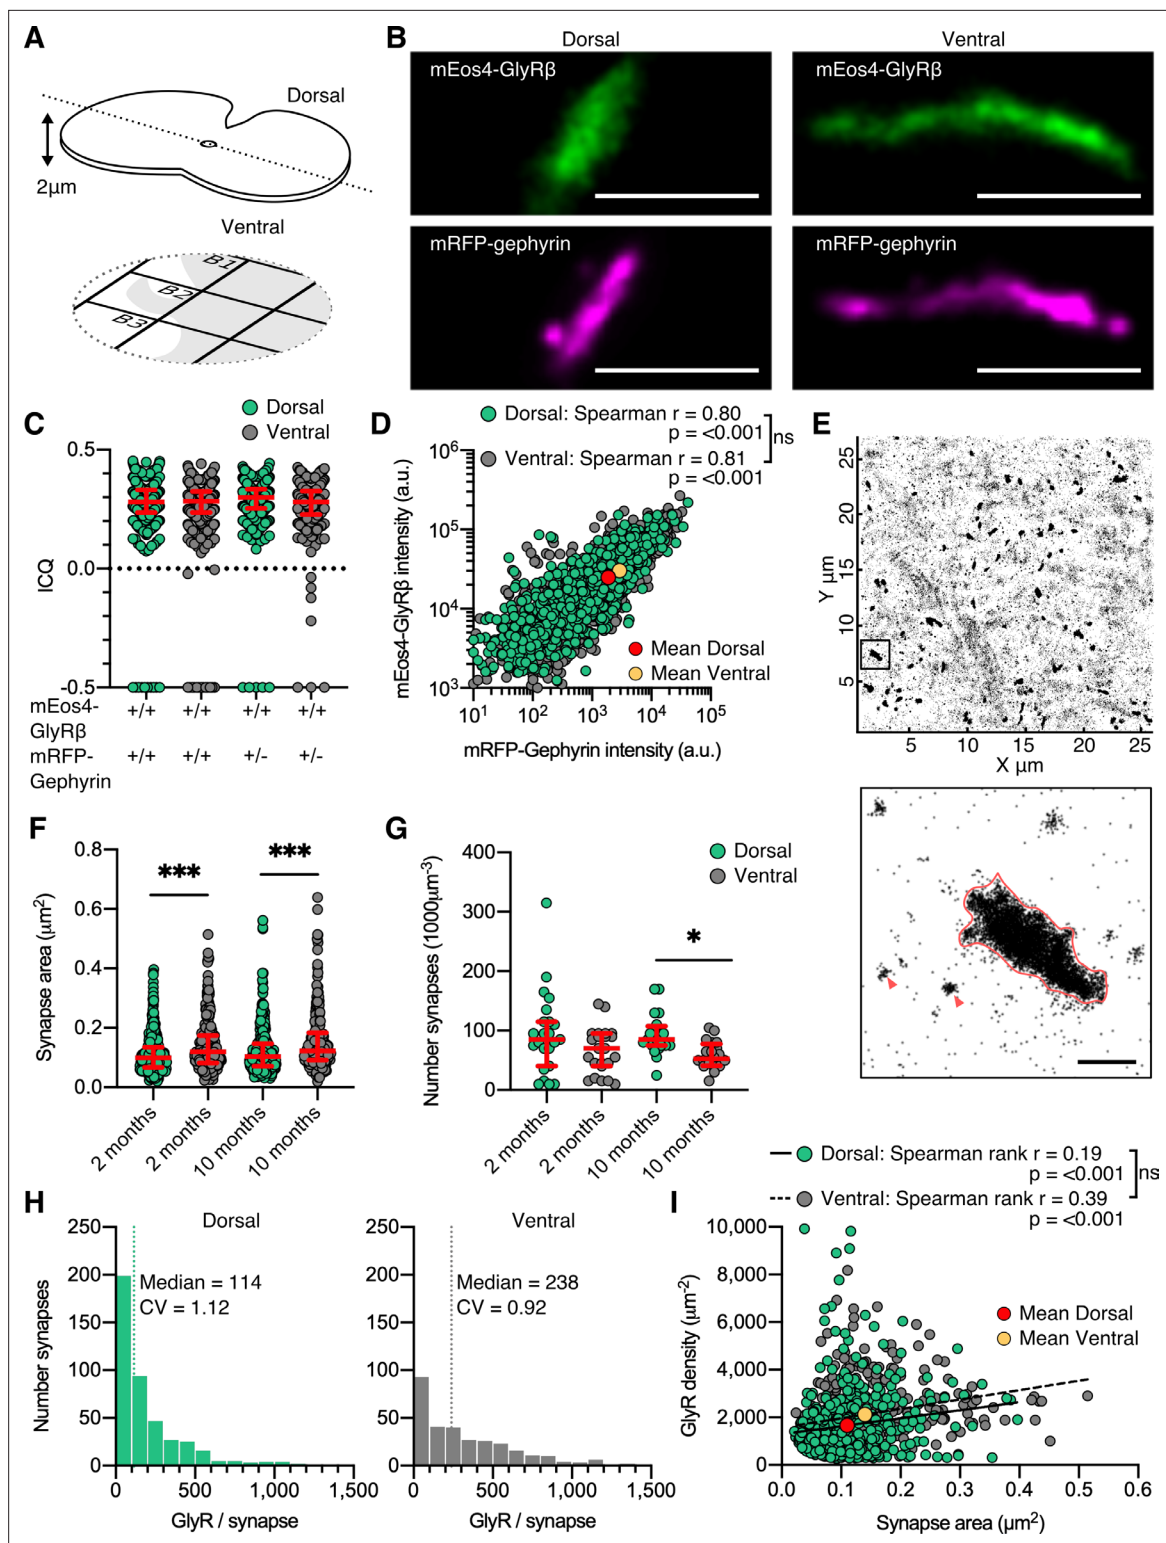 A
Dorsal
2µm
Ventral
B1
B2
B3
B
Dorsal
Ventral
mEos4-GlyRβ
mEos4-GlyRβ
mRFP-gephyrin
mRFP-gephyrin
C
Dorsal
Ventral
ICQ
0.5
0.0
-0.5
mEos4-GlyRβ
+/+ +/+ +/+ +/+
mRFP-Gephyrin
+/+ +/+ +/- +/-
D
Dorsal: Spearman r = 0.80
p = <0.001
Ventral: Spearman r = 0.81
p = <0.001
ns
mEos4-GlyRβ intensity (a.u.)
10⁶
10⁵
10⁴
10³
Mean Dorsal
Mean Ventral
10¹ 10² 10³ 10⁴ 10⁵
mRFP-Gephyrin intensity (a.u.)
E
Y µm
25
20
15
10
5
5 10 15 20 25
X µm
F
Synapse area (µm²)
0.8
0.6
0.4
0.2
0.0
***
***
2 months
2 months
10 months
10 months
G
Dorsal
Ventral
Number synapses (1000µm⁻³)
400
300
200
100
0
*
2 months
2 months
10 months
10 months
H
Dorsal
Number synapses
250
200
150
100
50
0
Median = 114
CV = 1.12
0 500 1,000 1,500
GlyR / synapse
Ventral
250
200
150
100
50
0
Median = 238
CV = 0.92
0 500 1,000 1,500
GlyR / synapse
I
Dorsal: Spearman rank r = 0.19
p = <0.001
Ventral: Spearman rank r = 0.39
p = <0.001
ns
GlyR density (µm⁻²)
10,000
8,000
6,000
4,000
2,000
0
Mean Dorsal
Mean Ventral
0.0 0.1 0.2 0.3 0.4 0.5 0.6
Synapse area (µm²)